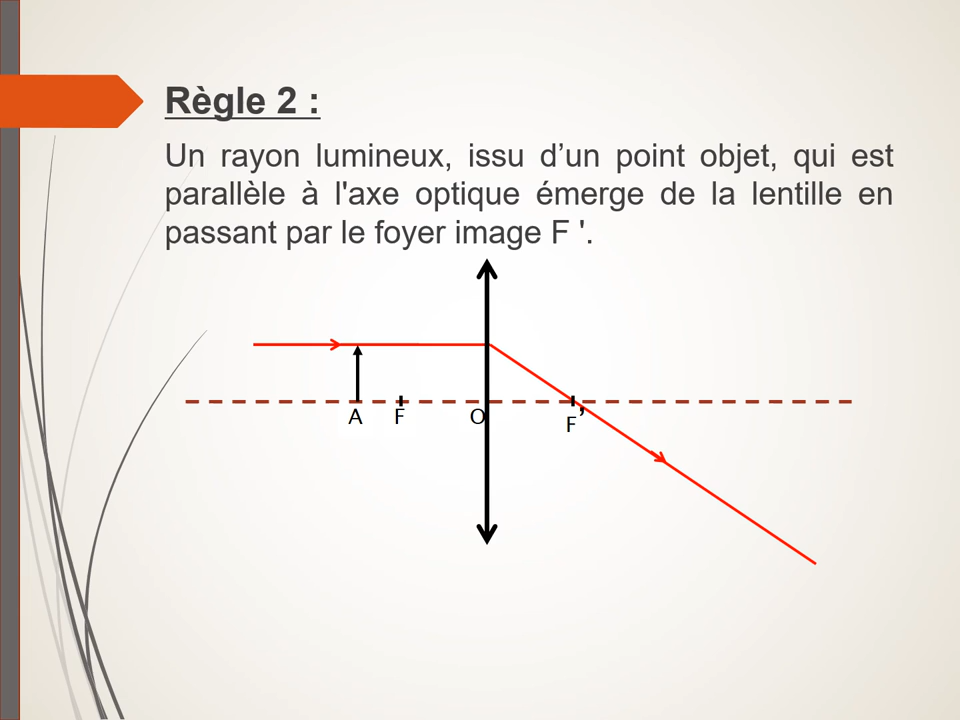 Règle 2 :
Un rayon lumineux, issu d’un point objet, qui est
parallèle à l'axe optique émerge de la lentille en
passant par le foyer image F '.
A F O F’